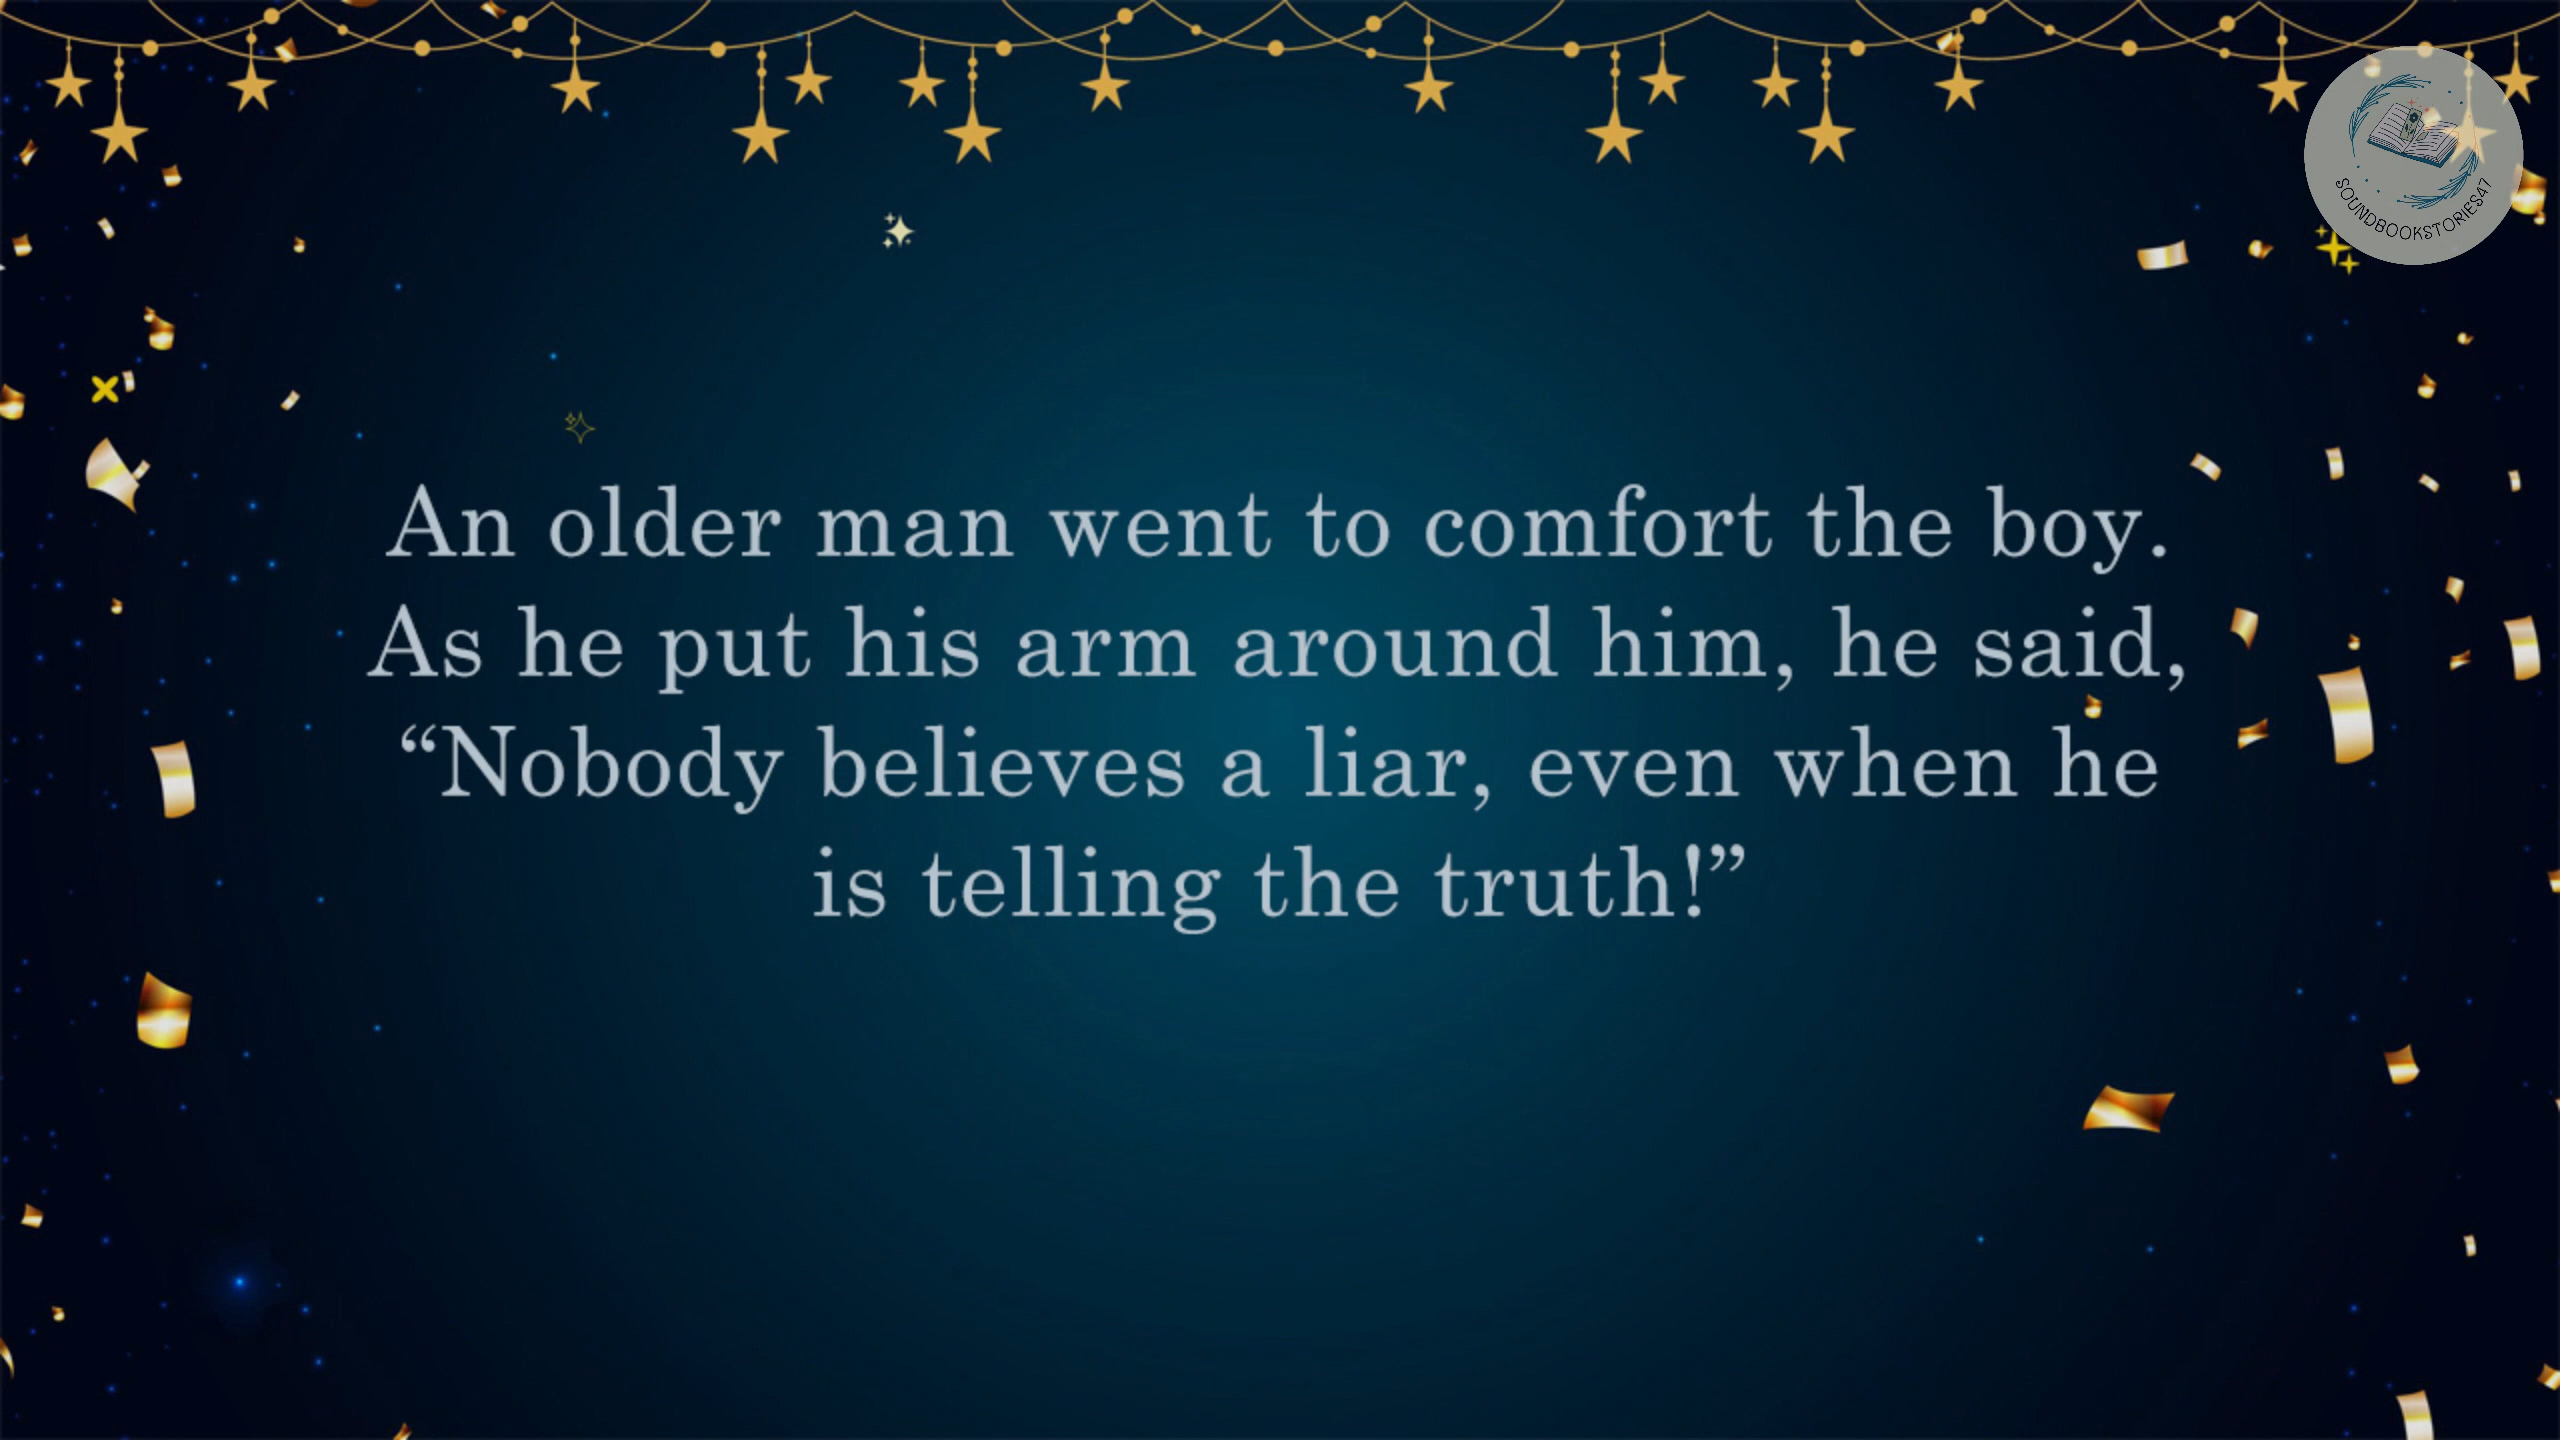 SOUNDBOOKSTORIES47
An older man went to comfort the boy.
As he put his arm around him, he said,
“Nobody believes a liar, even when he
is telling the truth!”